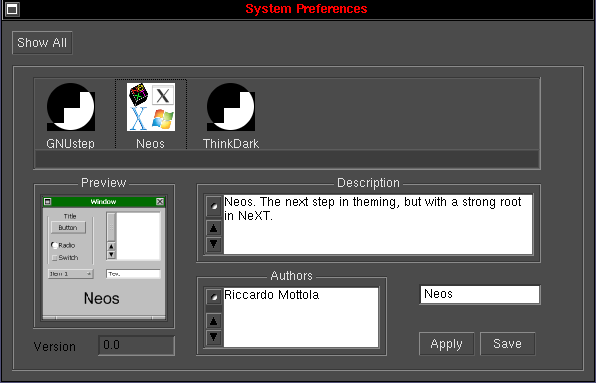 System Preferences
Show All
GNUstep
Neos
ThinkDark
Preview
Window
Title
Button
Radio
Switch
Item 1
Tex.
Neos
Version
0.0
Description
Neos. The next step in theming, but with a strong root
in NeXT.
Authors
Riccardo Mottola
Neos
Apply
Save